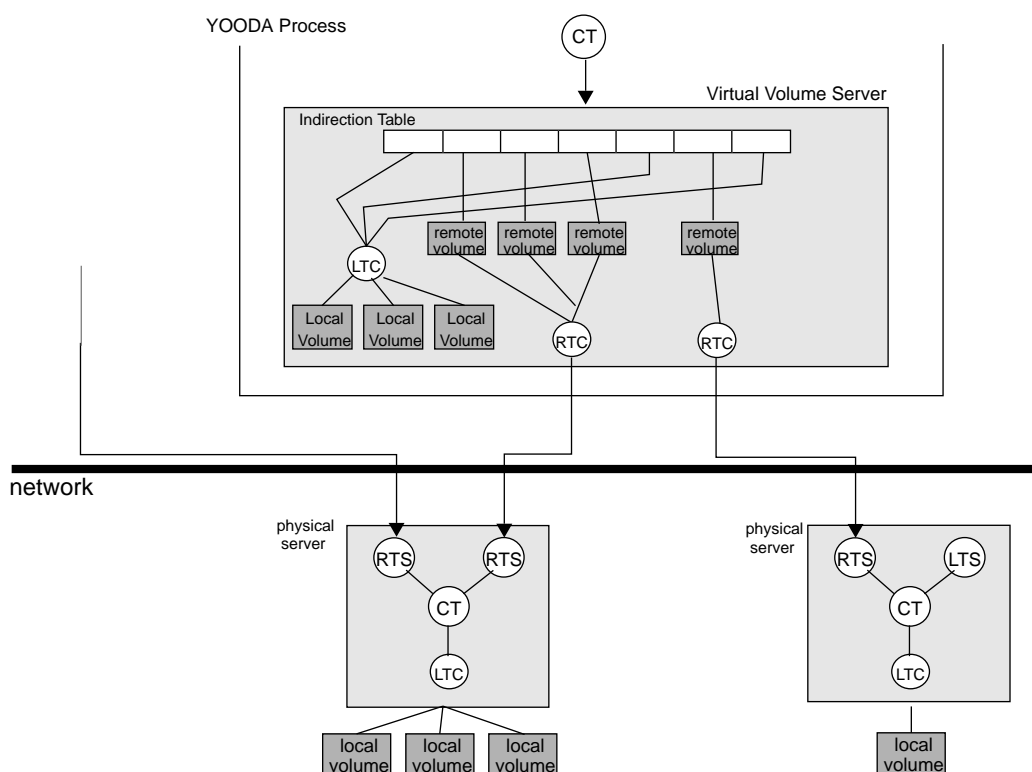 YOODA Process
CT
Virtual Volume Server
Indirection Table
remote
volume
remote
volume
remote
volume
remote
volume
LTC
Local
Volume
Local
Volume
Local
Volume
RTC
RTC
network
physical
server
RTS
RTS
CT
LTC
physical
server
RTS
LTS
CT
LTC
local
volume
local
volume
local
volume
local
volume